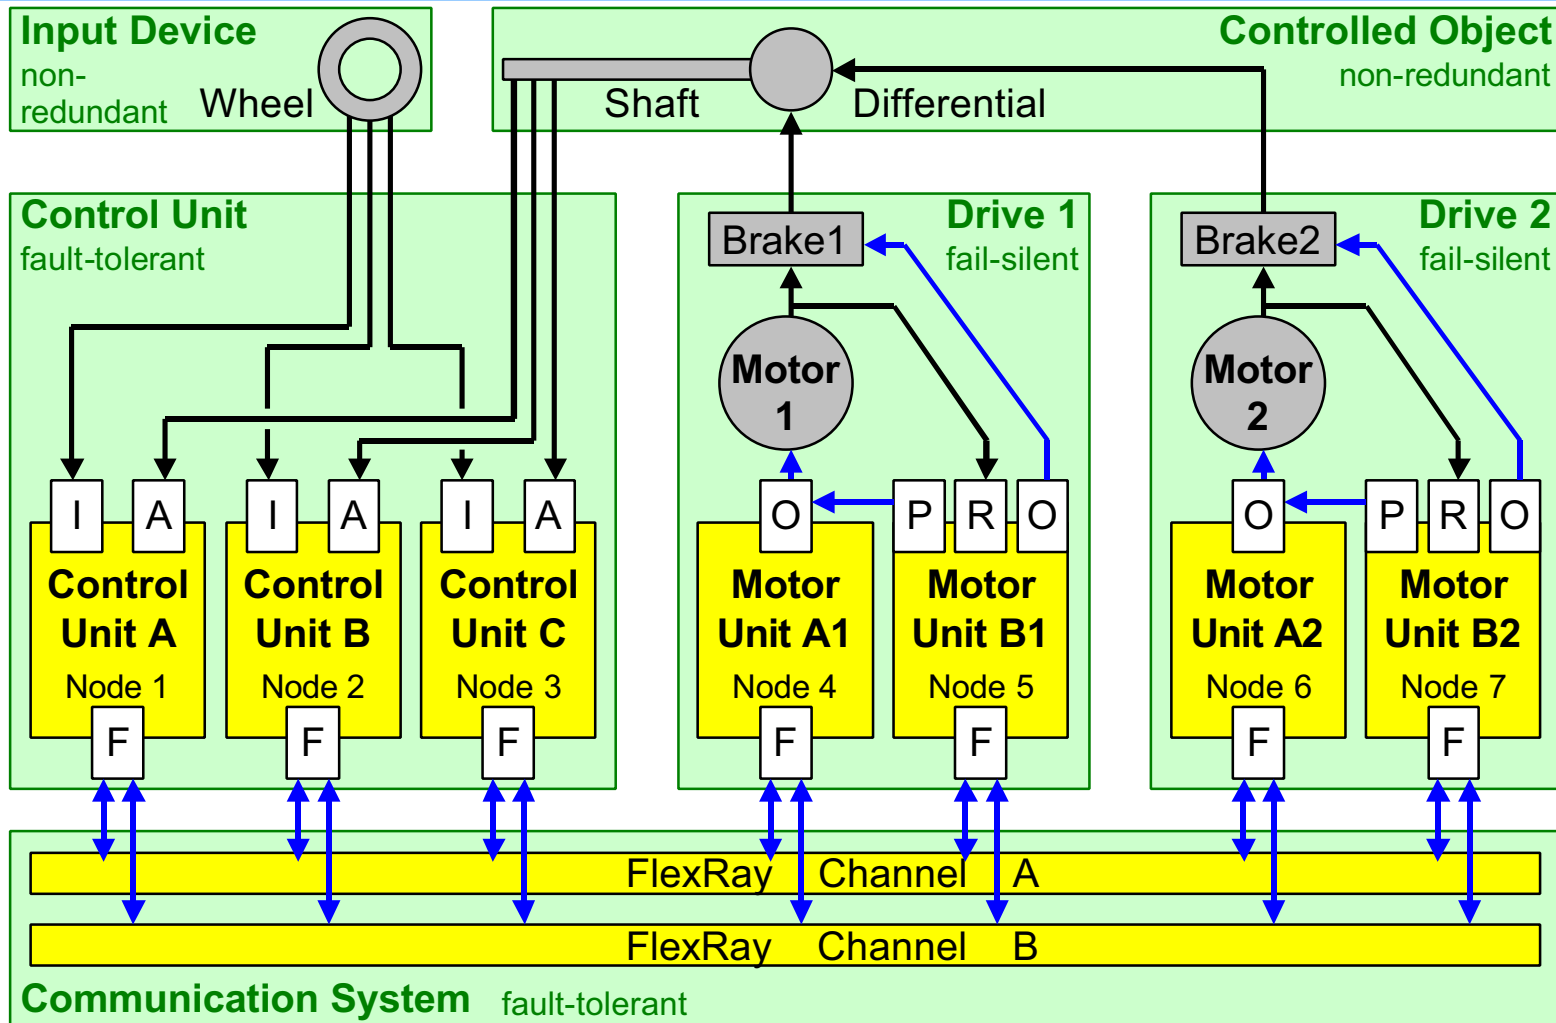 Input Device
non-
redundant
Wheel
Controlled Object
non-redundant
Shaft
Differential
Control Unit
fault-tolerant
Drive 1
fail-silent
Brake1
Motor
1
Drive 2
fail-silent
Brake2
Motor
2
I A I A I A
O P R O
O P R O
Control
Unit A
Node 1
F
Control
Unit B
Node 2
F
Control
Unit C
Node 3
F
Motor
Unit A1
Node 4
F
Motor
Unit B1
Node 5
F
Motor
Unit A2
Node 6
F
Motor
Unit B2
Node 7
F
FlexRay Channel A
FlexRay Channel B
Communication System fault-tolerant